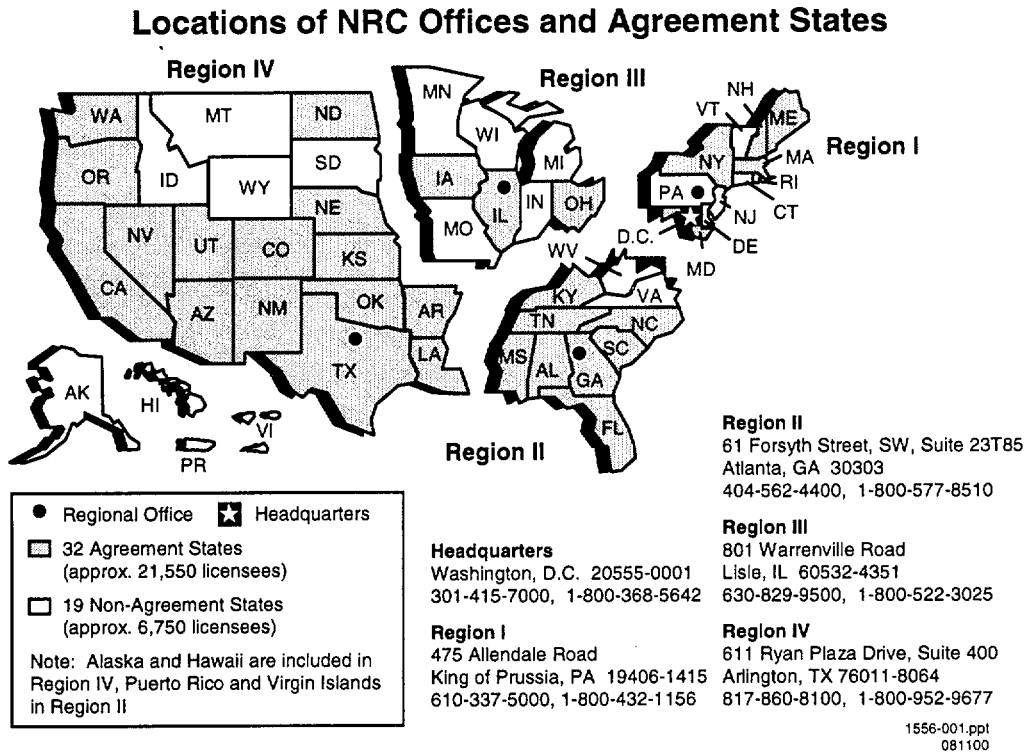 Locations of NRC Offices and Agreement States
Region IV
Region III
Region I
WA
MT
ND
OR
ID
SD
WY
NE
NV
UT
CO
KS
CA
AZ
NM
OK
AR
TX
LA
AK
HI
VI
PR
MN
WI
MI
IA
IL
IN
OH
MO
NH
VT
ME
NY
MA
RI
CT
PA
NJ
DE
D.C.
MD
WV
KY
VA
TN
NC
SC
MS
AL
GA
FL
Region II
Regional Office
Headquarters
32 Agreement States
(approx. 21,550 licensees)
19 Non-Agreement States
(approx. 6,750 licensees)
Note: Alaska and Hawaii are included in
Region IV, Puerto Rico and Virgin Islands
in Region II
Headquarters
Washington, D.C. 20555-0001
301-415-7000, 1-800-368-5642
Region I
475 Allendale Road
King of Prussia, PA 19406-1415
610-337-5000, 1-800-432-1156
Region II
61 Forsyth Street, SW, Suite 23T85
Atlanta, GA 30303
404-562-4400, 1-800-577-8510
Region III
801 Warrenville Road
Lisle, IL 60532-4351
630-829-9500, 1-800-522-3025
Region IV
611 Ryan Plaza Drive, Suite 400
Arlington, TX 76011-8064
817-860-8100, 1-800-952-9677
1556-001.ppt
081100